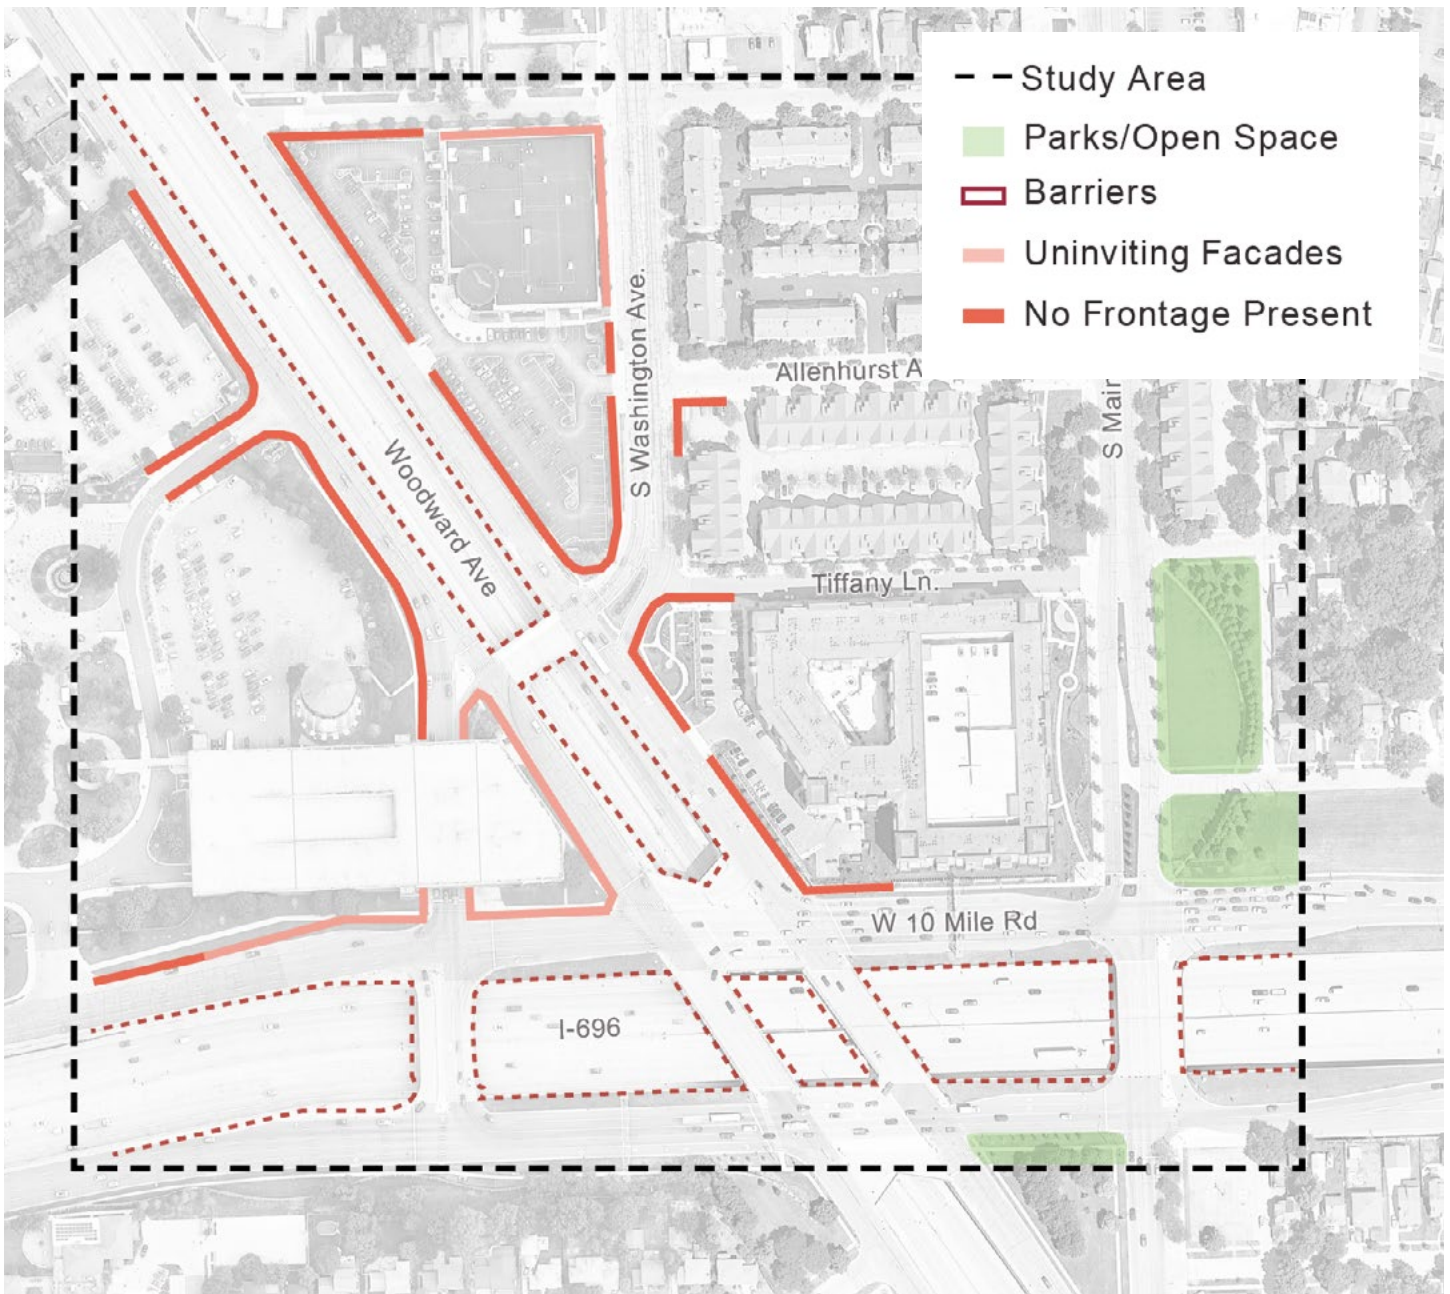 Study Area
Parks/Open Space
Barriers
Uninviting Facades
No Frontage Present
S Washington Ave.
Allenhurst A
S Main
Woodward Ave
Tiffany Ln.
W 10 Mile Rd
I-696